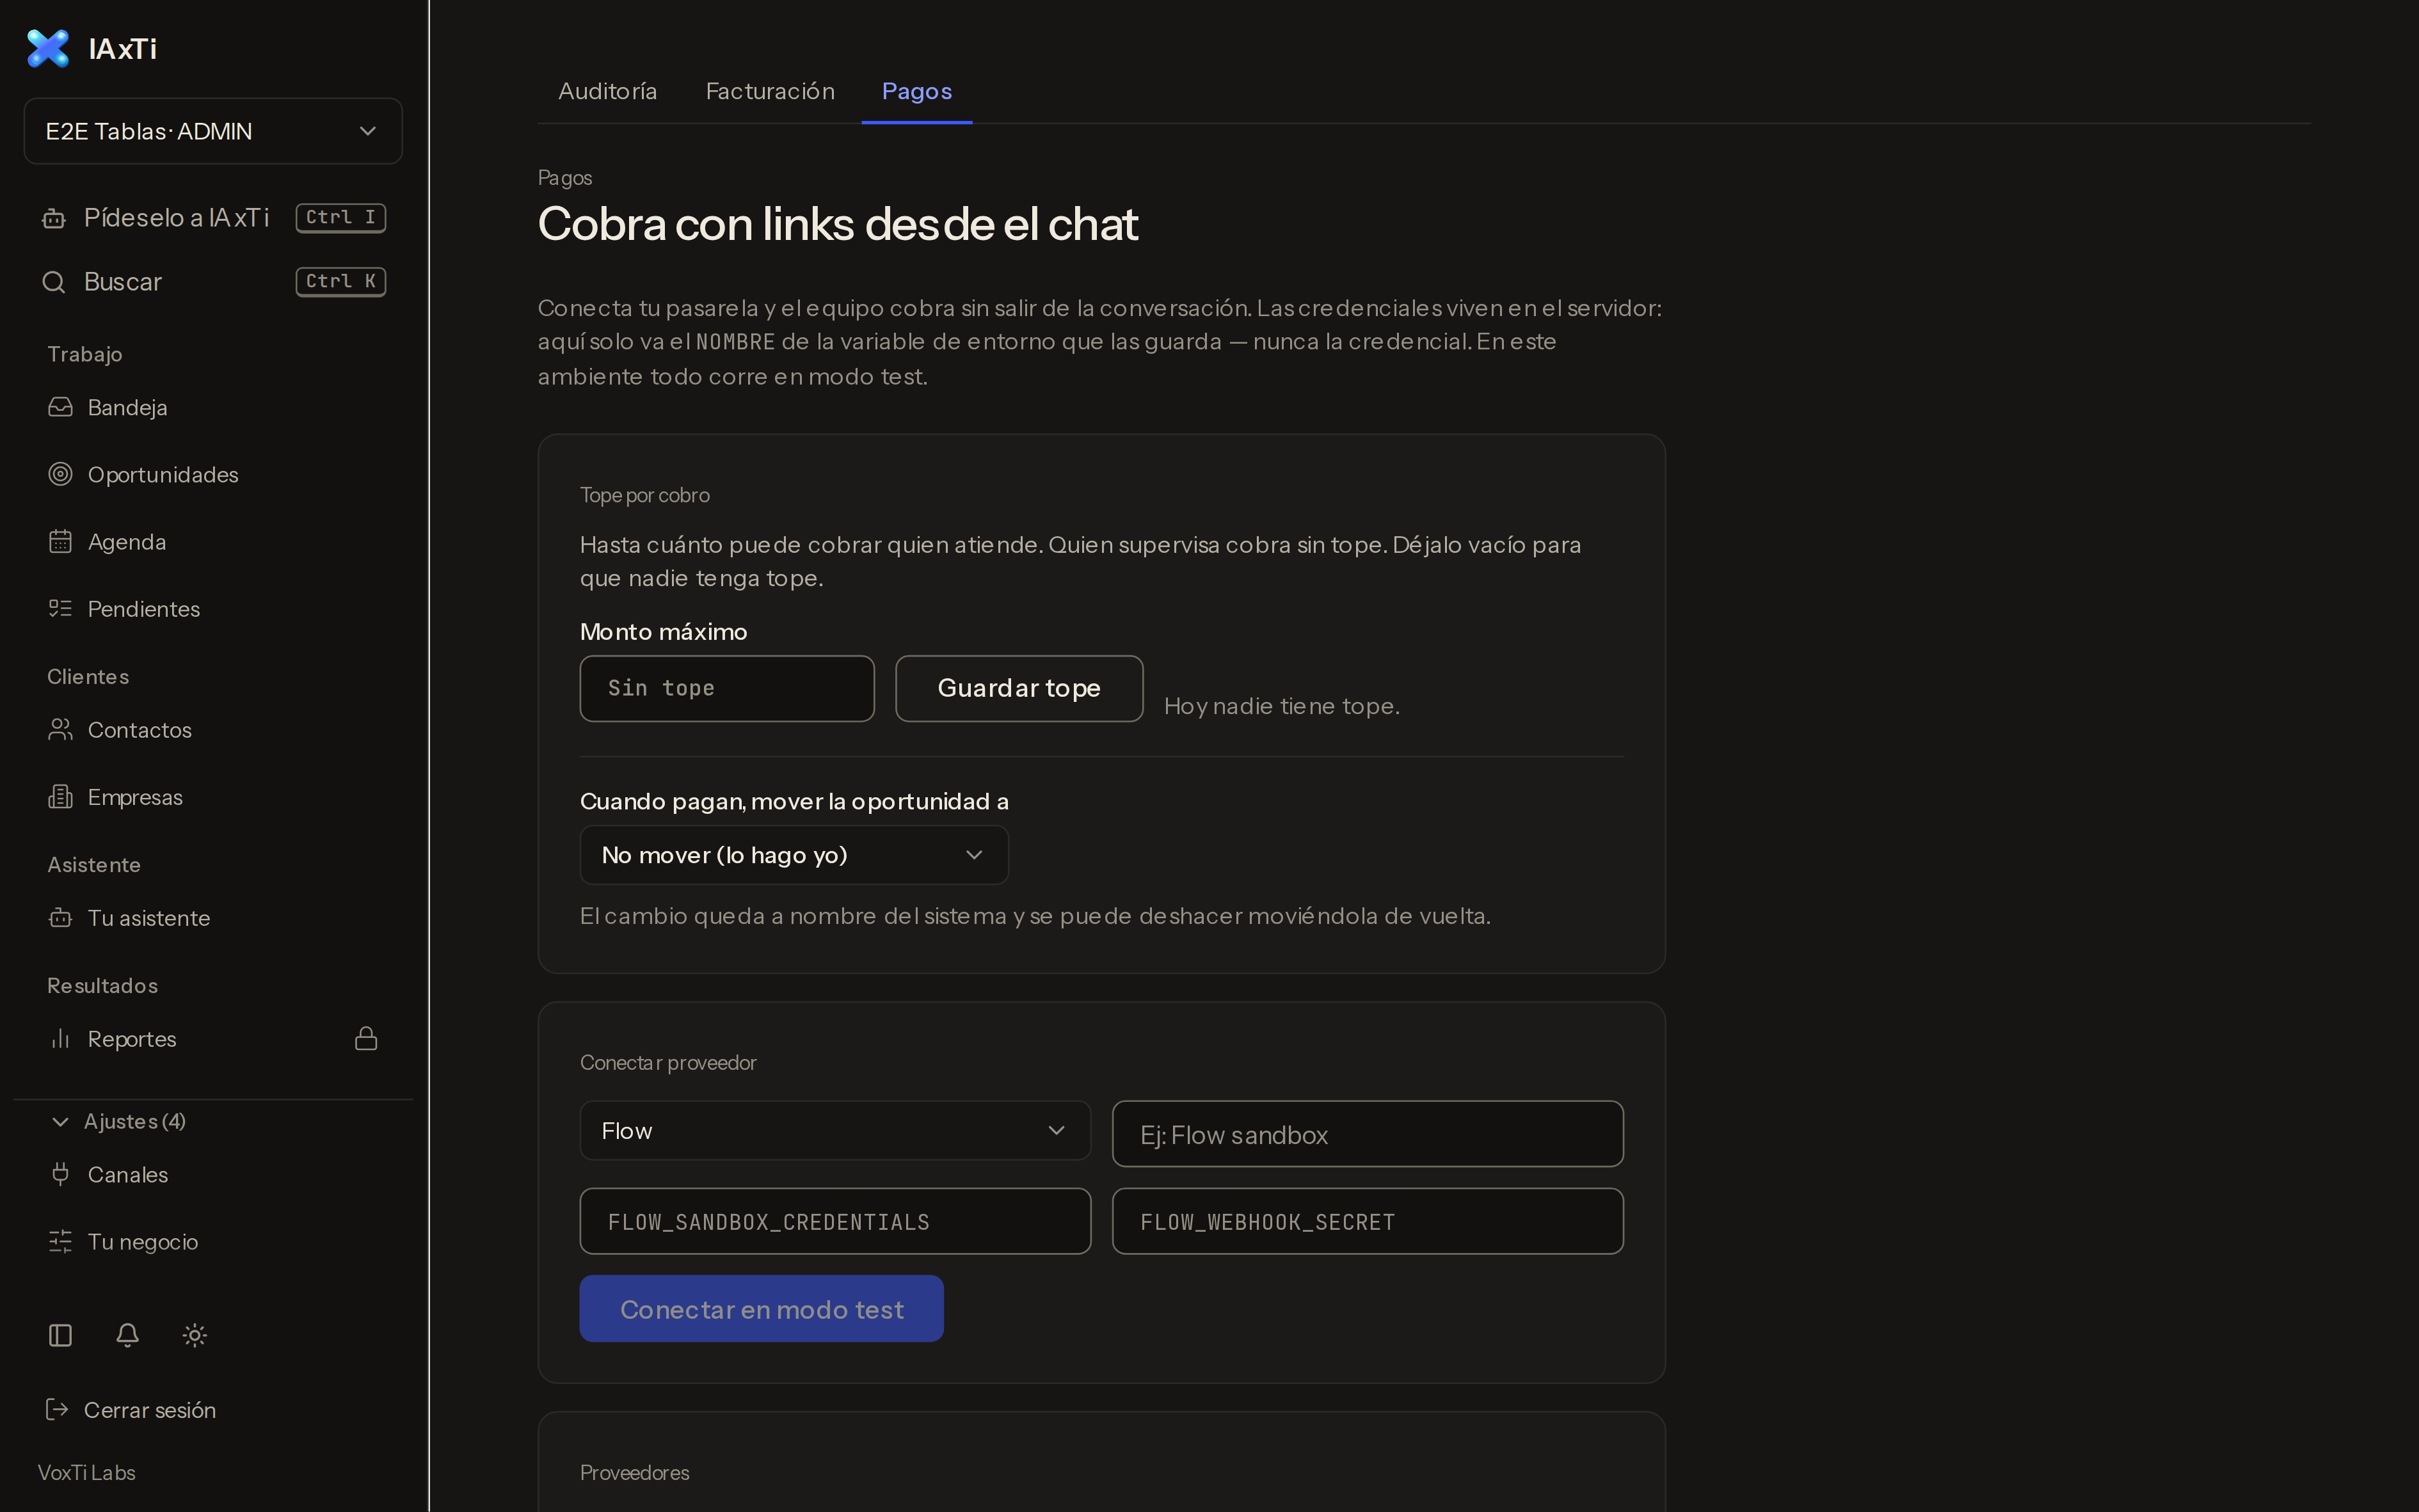 IAxTi
E2E Tablas · ADMIN
Pídeselo a IAxTi
Ctrl I
Buscar
Ctrl K
Trabajo
Bandeja
Oportunidades
Agenda
Pendientes
Clientes
Contactos
Empresas
Asistente
Tu asistente
Resultados
Reportes
Ajustes (4)
Canales
Tu negocio
Cerrar sesión
VoxTi Labs
Auditoría
Facturación
Pagos
Pagos
Cobra con links desde el chat
Conecta tu pasarela y el equipo cobra sin salir de la conversación. Las credenciales viven en el servidor:
aquí solo va el NOMBRE de la variable de entorno que las guarda — nunca la credencial. En este
ambiente todo corre en modo test.
Tope por cobro
Hasta cuánto puede cobrar quien atiende. Quien supervisa cobra sin tope. Déjalo vacío para
que nadie tenga tope.
Monto máximo
Sin tope
Guardar tope
Hoy nadie tiene tope.
Cuando pagan, mover la oportunidad a
No mover (lo hago yo)
El cambio queda a nombre del sistema y se puede deshacer moviéndola de vuelta.
Conectar proveedor
Flow
Ej: Flow sandbox
FLOW_SANDBOX_CREDENTIALS
FLOW_WEBHOOK_SECRET
Conectar en modo test
Proveedores